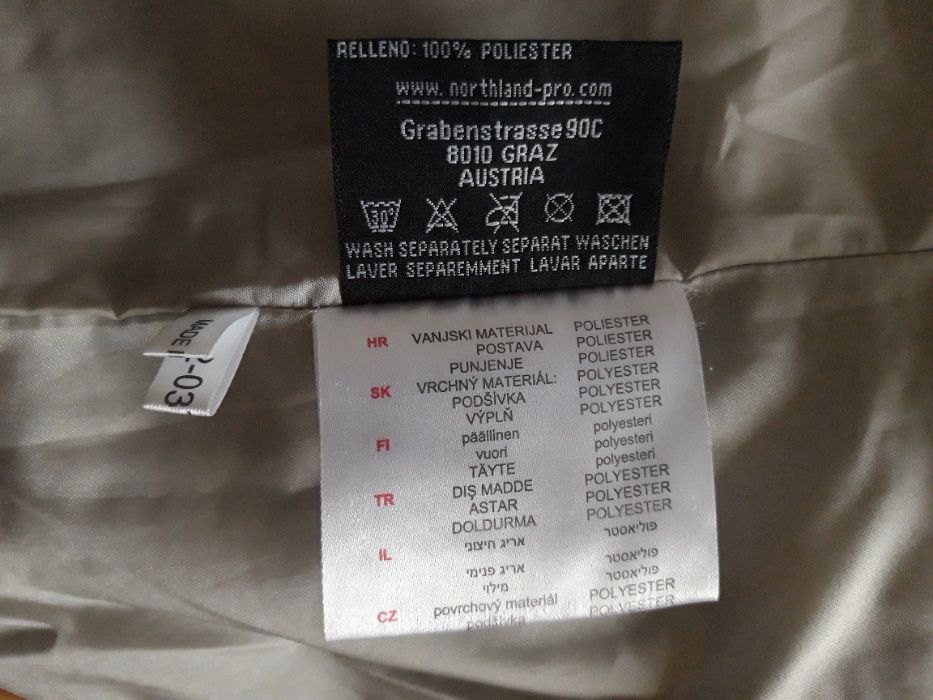 RELLENO: 100% POLIESTER
www.northland-pro.com
Grabenstrasse 90C
8010 GRAZ
AUSTRIA
30°
WASH SEPARATELY SEPARAT WASCHEN
LAVER SEPAREMMENT LAVAR APARTE
MADE I
2-03
HR VANJSKI MATERIJAL POLIESTER
POSTAVA POLIESTER
PUNJENJE POLIESTER
SK VRCHNÝ MATERIÁL: POLYESTER
PODŠÍVKA POLYESTER
VÝPLŇ POLYESTER
FI päällinen polyesteri
vuori polyesteri
TÄYTE polyesteri
TR DIŞ MADDE POLYESTER
ASTAR POLYESTER
DOLDURMA POLYESTER
IL אריג חיצוני פוליאסטר
אריג פנימי פוליאסטר
מילוי פוליאסטר
CZ povrchový materiál POLYESTER
podšívka POLYESTER